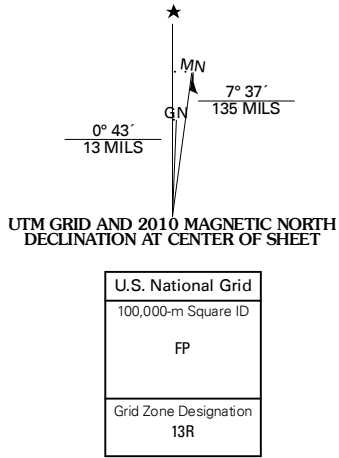 ★
MN
7° 37´
135 MILS
GN
0° 43´
13 MILS
UTM GRID AND 2010 MAGNETIC NORTH
DECLINATION AT CENTER OF SHEET
U.S. National Grid
100,000-m Square ID
FP
Grid Zone Designation
13R